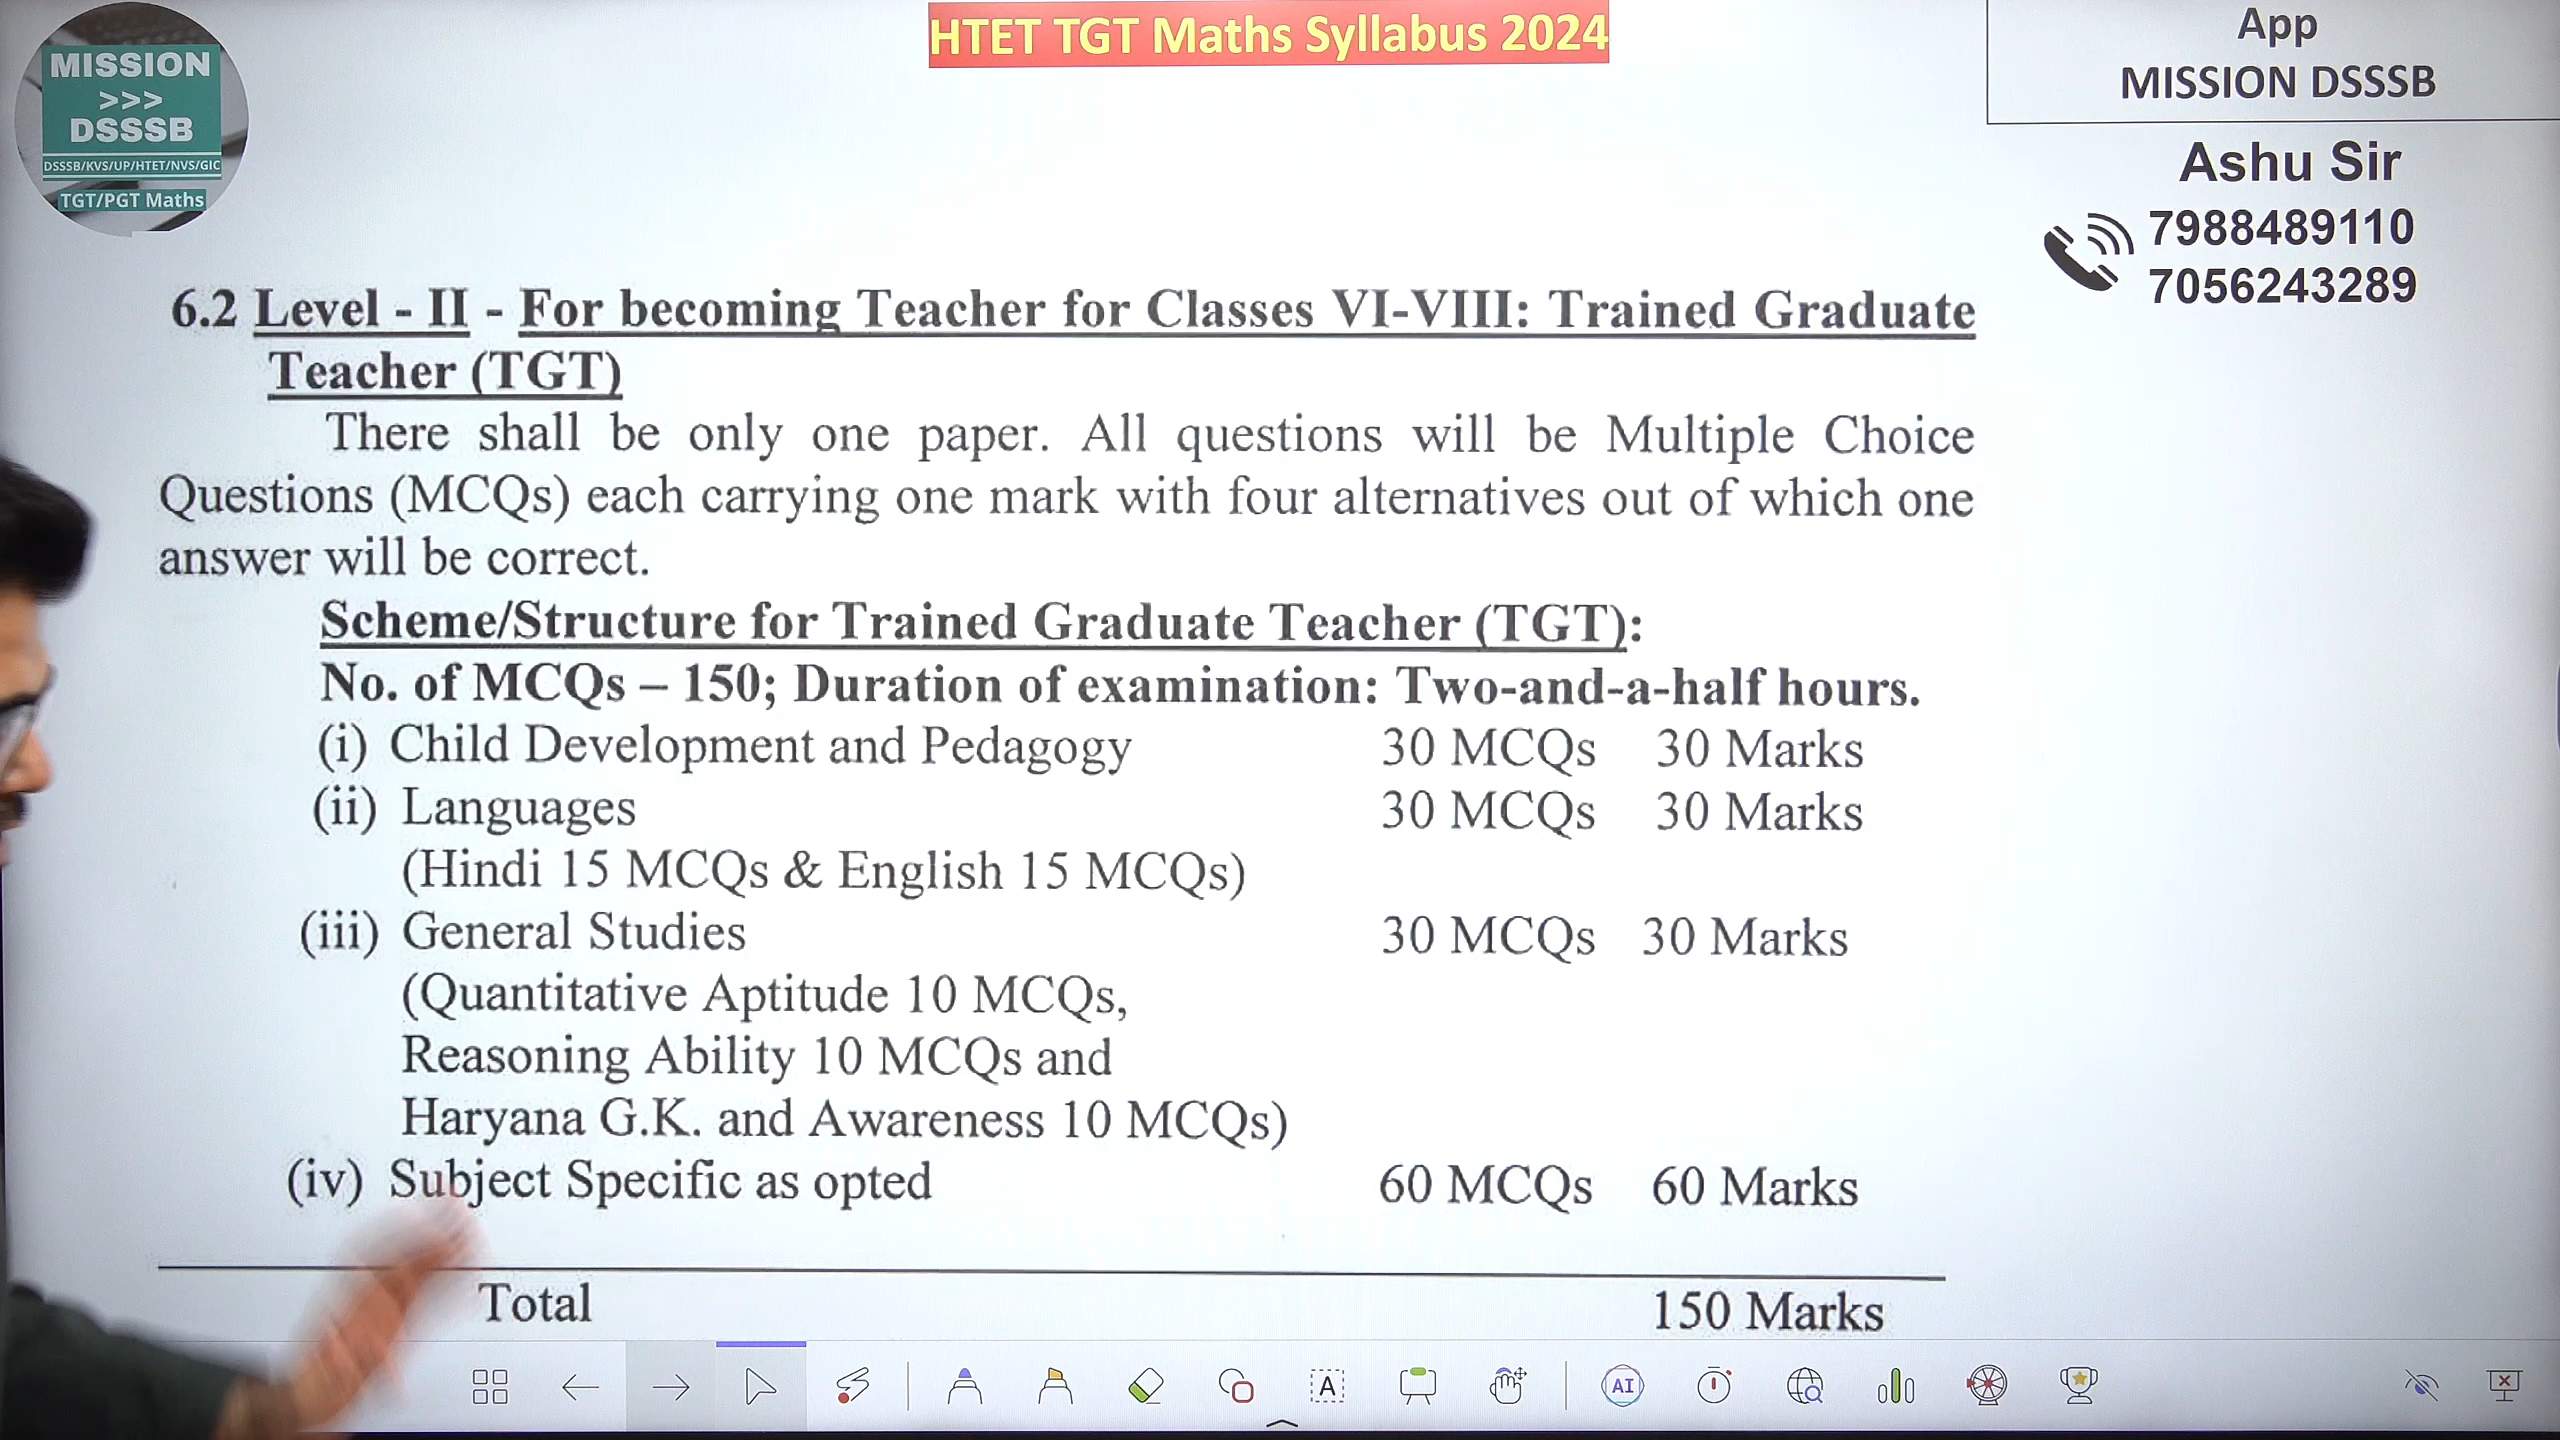 MISSION
>>>
DSSSB
DSSSB/KVS/UP/HTET/NVS/GIC
TGT/PGT Maths
HTET TGT Maths Syllabus 2024
App
MISSION DSSSB
Ashu Sir
7988489110
7056243289
6.2 Level - II - For becoming Teacher for Classes VI-VIII: Trained Graduate
Teacher (TGT)
There shall be only one paper. All questions will be Multiple Choice
Questions (MCQs) each carrying one mark with four alternatives out of which one
answer will be correct.
Scheme/Structure for Trained Graduate Teacher (TGT):
No. of MCQs – 150; Duration of examination: Two-and-a-half hours.
(i) Child Development and Pedagogy 30 MCQs 30 Marks
(ii) Languages 30 MCQs 30 Marks
(Hindi 15 MCQs & English 15 MCQs)
(iii) General Studies 30 MCQs 30 Marks
(Quantitative Aptitude 10 MCQs,
Reasoning Ability 10 MCQs and
Haryana G.K. and Awareness 10 MCQs)
(iv) Subject Specific as opted 60 MCQs 60 Marks
Total 150 Marks
A
AI